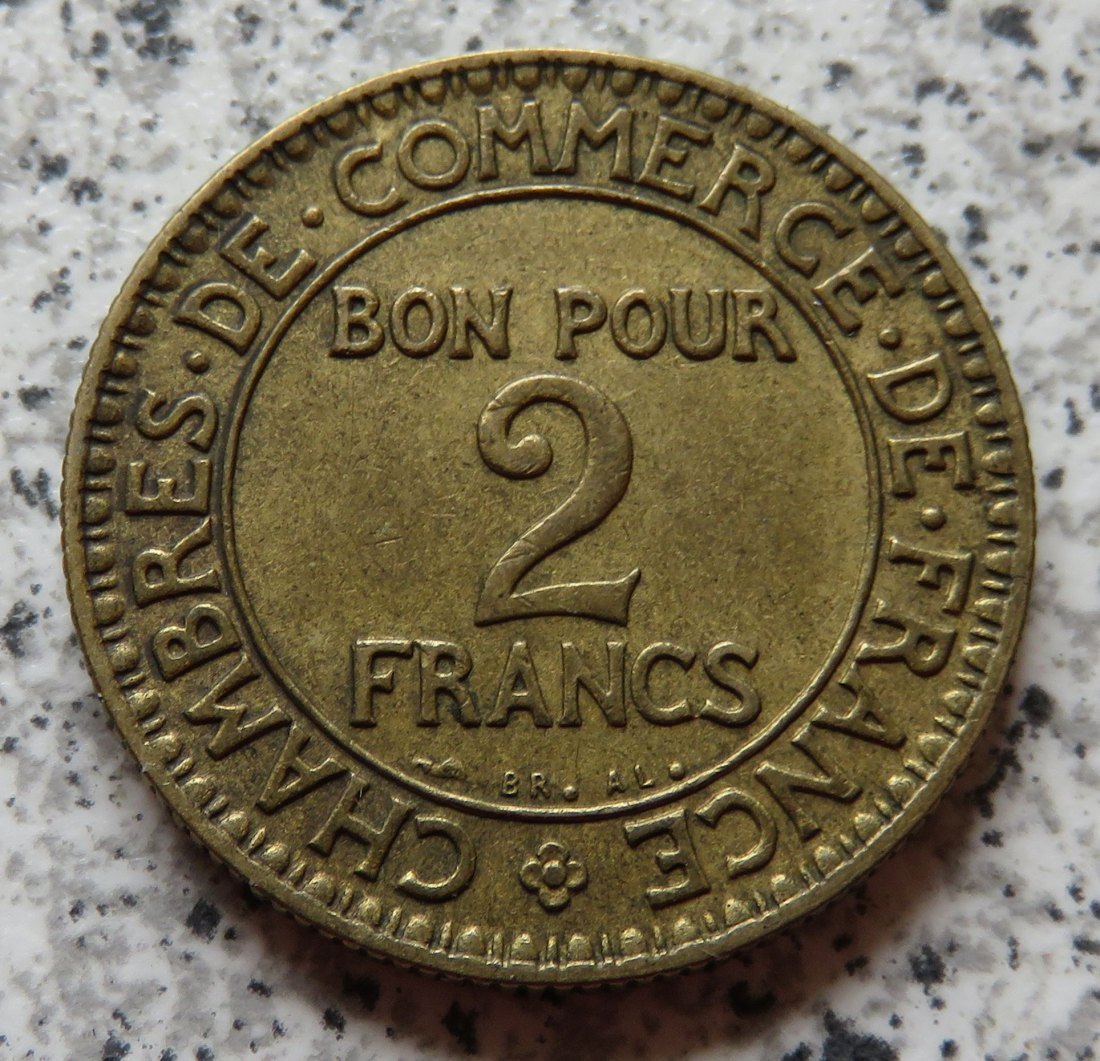 CHAMBRES·DE·COMMERCE·DE·FRANCE
BON POUR
2
FRANCS
BR. AL.